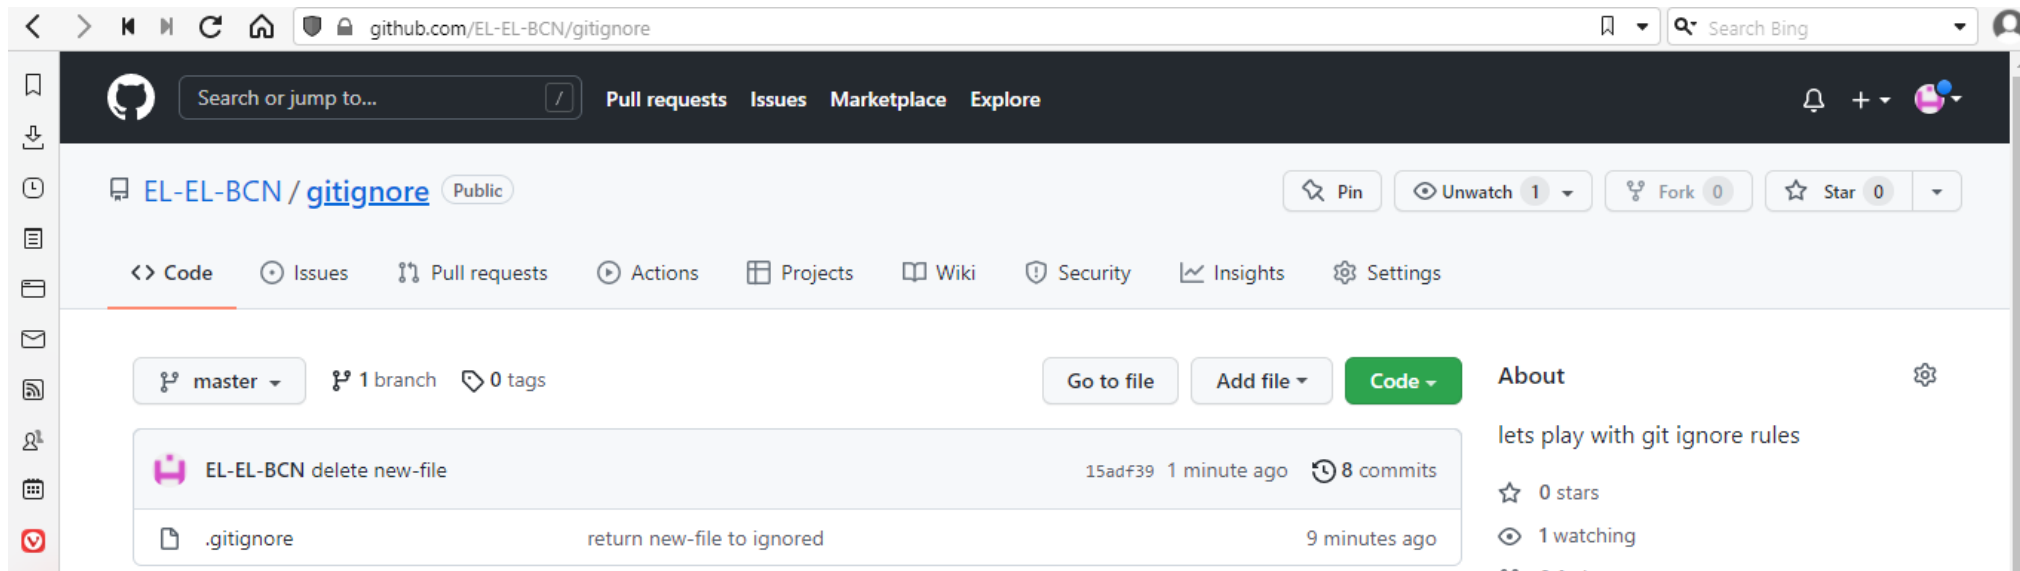 github.com/EL-EL-BCN/gitignore
Search Bing
Search or jump to...
/
Pull requests Issues Marketplace Explore
EL-EL-BCN / gitignore Public
Pin Unwatch 1 Fork 0 Star 0
Code Issues Pull requests Actions Projects Wiki Security Insights Settings
master 1 branch 0 tags Go to file Add file Code
EL-EL-BCN delete new-file 15adf39 1 minute ago 8 commits
.gitignore return new-file to ignored 9 minutes ago
About
lets play with git ignore rules
0 stars
1 watching